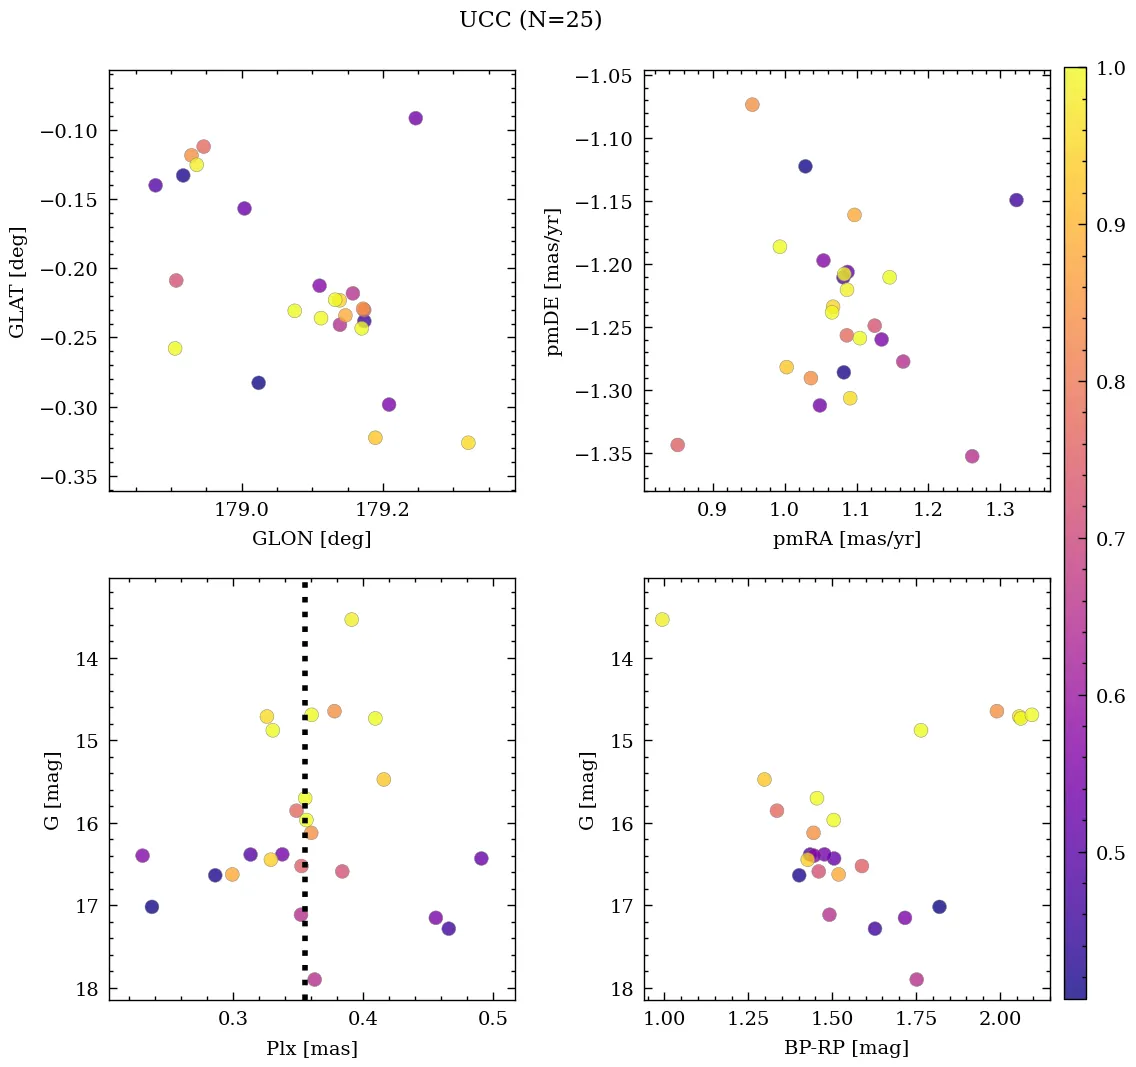 UCC (N=25)
−0.10
−0.15
−0.20
−0.25
−0.30
−0.35
GLAT [deg]
179.0 179.2
GLON [deg]
−1.05
−1.10
−1.15
−1.20
−1.25
−1.30
−1.35
pmDE [mas/yr]
0.9 1.0 1.1 1.2 1.3
pmRA [mas/yr]
14
15
16
17
18
G [mag]
0.3 0.4 0.5
Plx [mas]
14
15
16
17
18
G [mag]
1.00 1.25 1.50 1.75 2.00
BP-RP [mag]
1.0
0.9
0.8
0.7
0.6
0.5